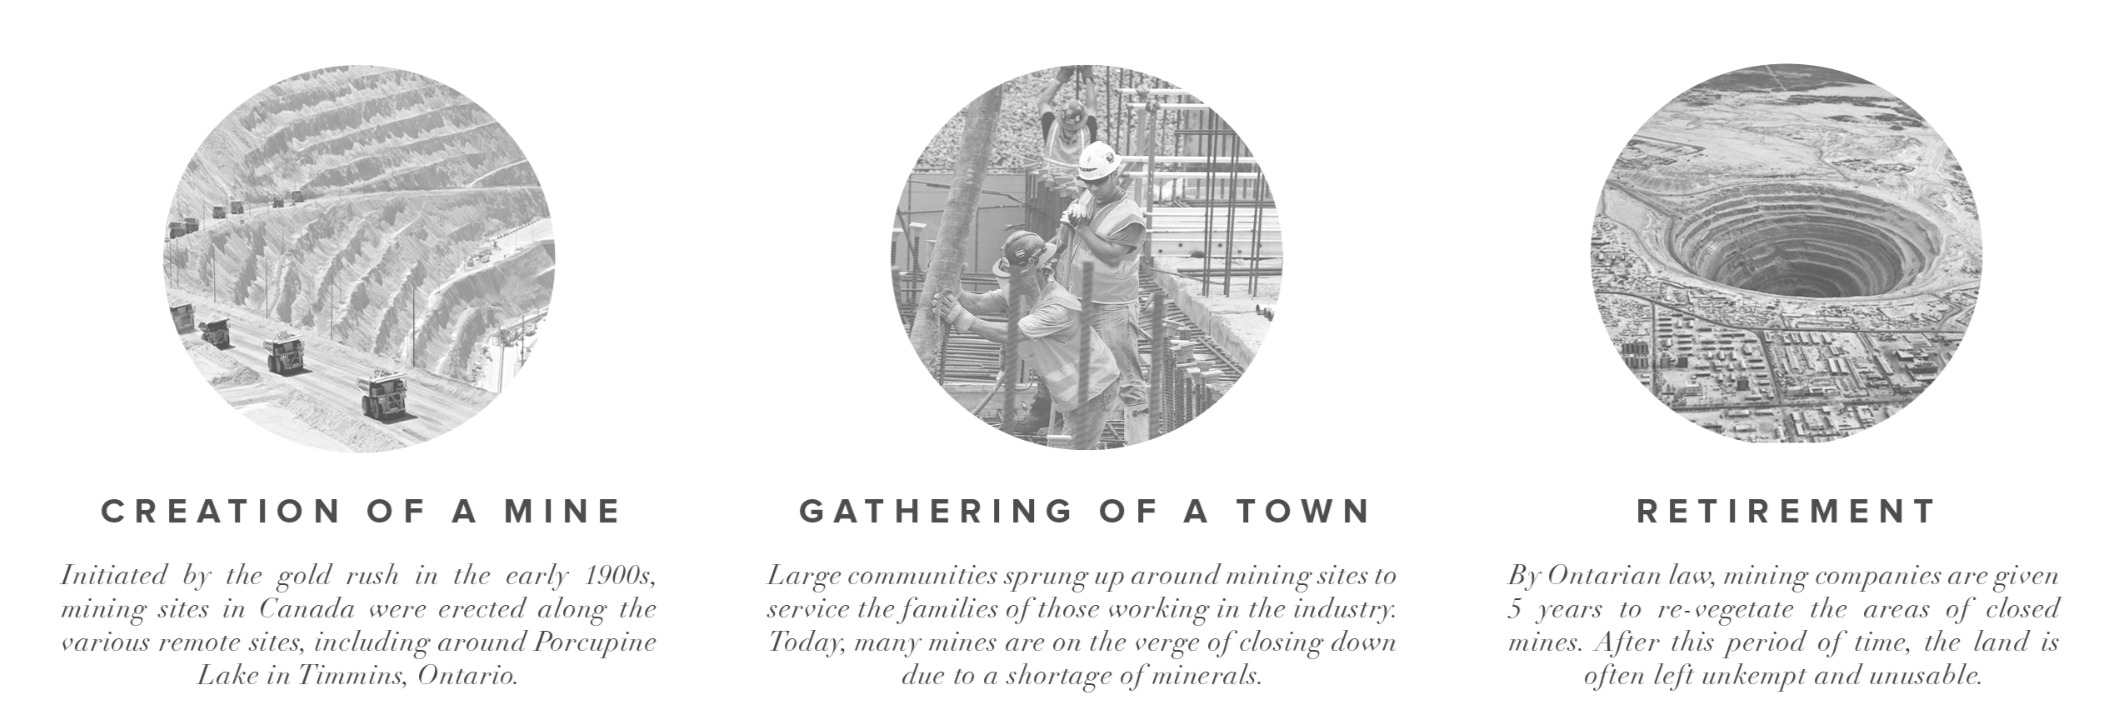 CREATION OF A MINE
Initiated by the gold rush in the early 1900s,
mining sites in Canada were erected along the
various remote sites, including around Porcupine
Lake in Timmins, Ontario.
GATHERING OF A TOWN
Large communities sprung up around mining sites to
service the families of those working in the industry.
Today, many mines are on the verge of closing down
due to a shortage of minerals.
RETIREMENT
By Ontarian law, mining companies are given
5 years to re-vegetate the areas of closed
mines. After this period of time, the land is
often left unkempt and unusable.